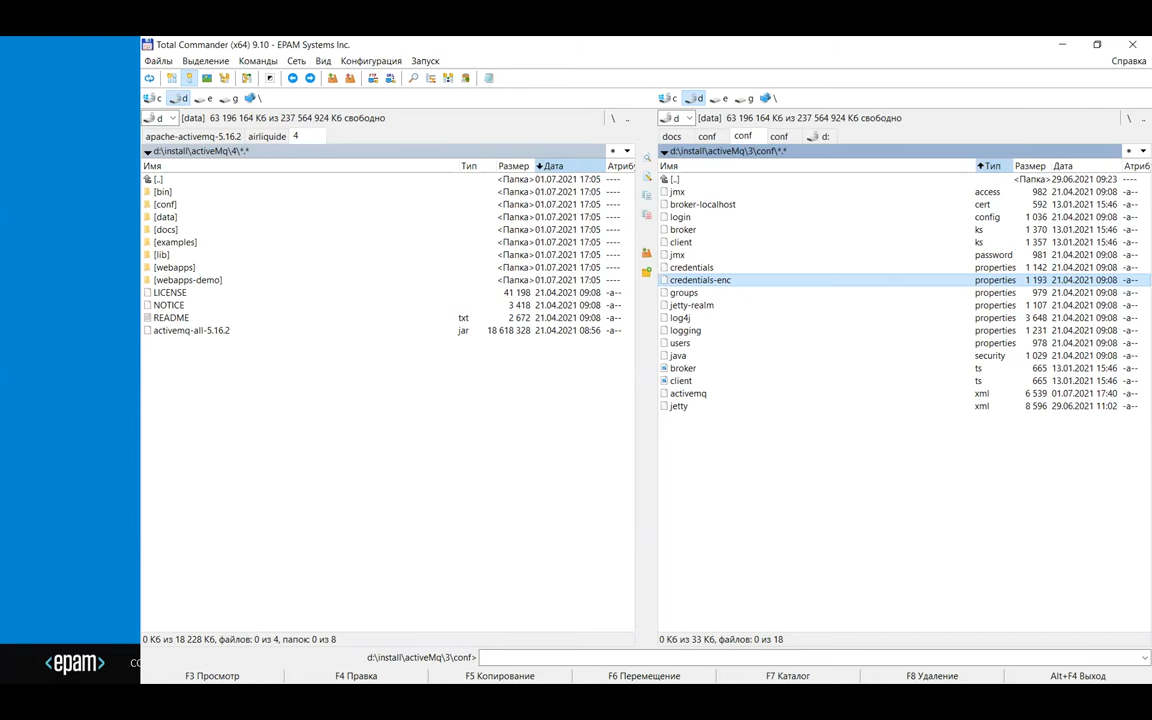 Total Commander (x64) 9.10 - EPAM Systems Inc.
Файлы Выделение Команды Сеть Вид Конфигурация Запуск Справка
c d e g \
c d e g \
d [data] 63 196 164 Кб из 237 564 924 Кб свободно \ ..
d [data] 63 196 164 Кб из 237 564 924 Кб свободно \ ..
apache-activemq-5.16.2 airliquide 4
docs conf conf conf d:
d:\install\activeMq\4\*.* *
d:\install\activeMq\3\conf\*.* *
Имя Тип Размер Дата Атрибу
[..] <Папка> 01.07.2021 17:05 ----
[bin] <Папка> 01.07.2021 17:05 ----
[conf] <Папка> 01.07.2021 17:05 ----
[data] <Папка> 01.07.2021 17:05 ----
[docs] <Папка> 01.07.2021 17:05 ----
[examples] <Папка> 01.07.2021 17:05 ----
[lib] <Папка> 01.07.2021 17:05 ----
[webapps] <Папка> 01.07.2021 17:05 ----
[webapps-demo] <Папка> 01.07.2021 17:05 ----
LICENSE 41 198 21.04.2021 09:08 -a--
NOTICE 3 418 21.04.2021 09:08 -a--
README txt 2 672 21.04.2021 09:08 -a--
activemq-all-5.16.2 jar 18 618 328 21.04.2021 08:56 -a--
0 Кб из 18 228 Кб, файлов: 0 из 4, папок: 0 из 8
Имя Тип Размер Дата Атриб
[..] <Папка> 29.06.2021 09:23 ----
jmx access 982 21.04.2021 09:08 -a--
broker-localhost cert 592 13.01.2021 15:46 -a--
login config 1 036 21.04.2021 09:08 -a--
broker ks 1 370 13.01.2021 15:46 -a--
client ks 1 357 13.01.2021 15:46 -a--
jmx password 981 21.04.2021 09:08 -a--
credentials properties 1 142 21.04.2021 09:08 -a--
credentials-enc properties 1 193 21.04.2021 09:08 -a--
groups properties 979 21.04.2021 09:08 -a--
jetty-realm properties 1 107 21.04.2021 09:08 -a--
log4j properties 3 648 21.04.2021 09:08 -a--
logging properties 1 231 21.04.2021 09:08 -a--
users properties 978 21.04.2021 09:08 -a--
java security 1 029 21.04.2021 09:08 -a--
broker ts 665 13.01.2021 15:46 -a--
client ts 665 13.01.2021 15:46 -a--
activemq xml 6 539 01.07.2021 17:40 -a--
jetty xml 8 596 29.06.2021 11:02 -a--
0 Кб из 33 Кб, файлов: 0 из 18
d:\install\activeMq\3\conf>
F3 Просмотр F4 Правка F5 Копирование F6 Перемещение F7 Каталог F8 Удаление Alt+F4 Выход
<epam> CO